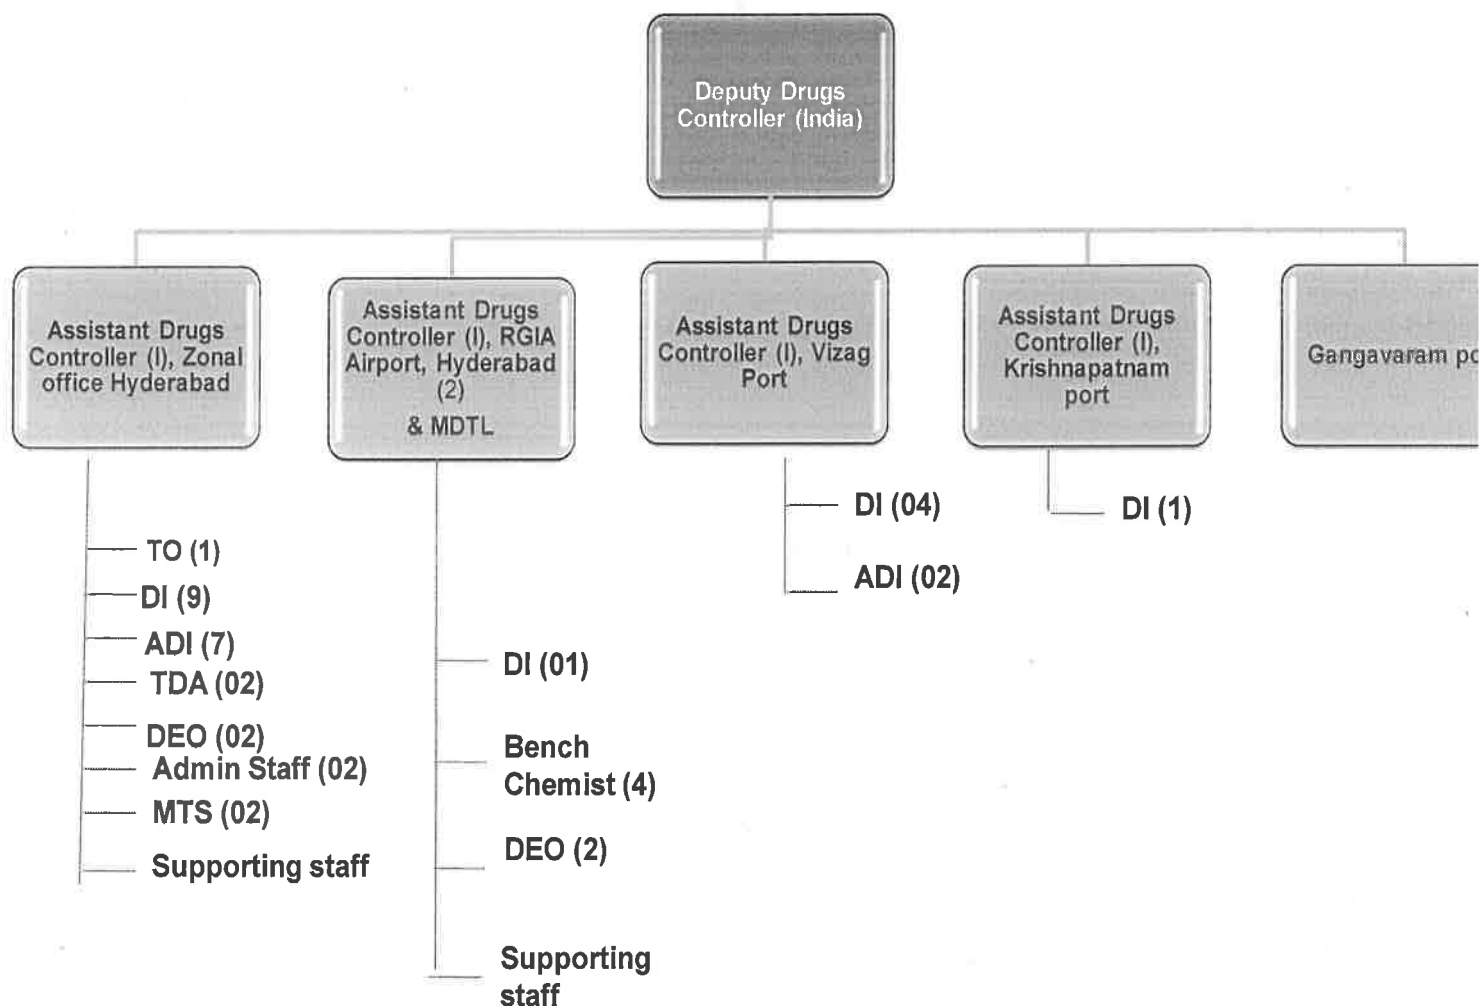 Deputy Drugs
Controller (India)
Assistant Drugs
Controller (I), Zonal
office Hyderabad
Assistant Drugs
Controller (I), RGIA
Airport, Hyderabad
(2)
& MDTL
Assistant Drugs
Controller (I), Vizag
Port
Assistant Drugs
Controller (I),
Krishnapatnam
port
Gangavaram
TO (1)
DI (9)
ADI (7)
TDA (02)
DEO (02)
Admin Staff (02)
MTS (02)
Supporting staff
DI (01)
Bench
Chemist (4)
DEO (2)
Supporting
staff
DI (04)
ADI (02)
DI (1)